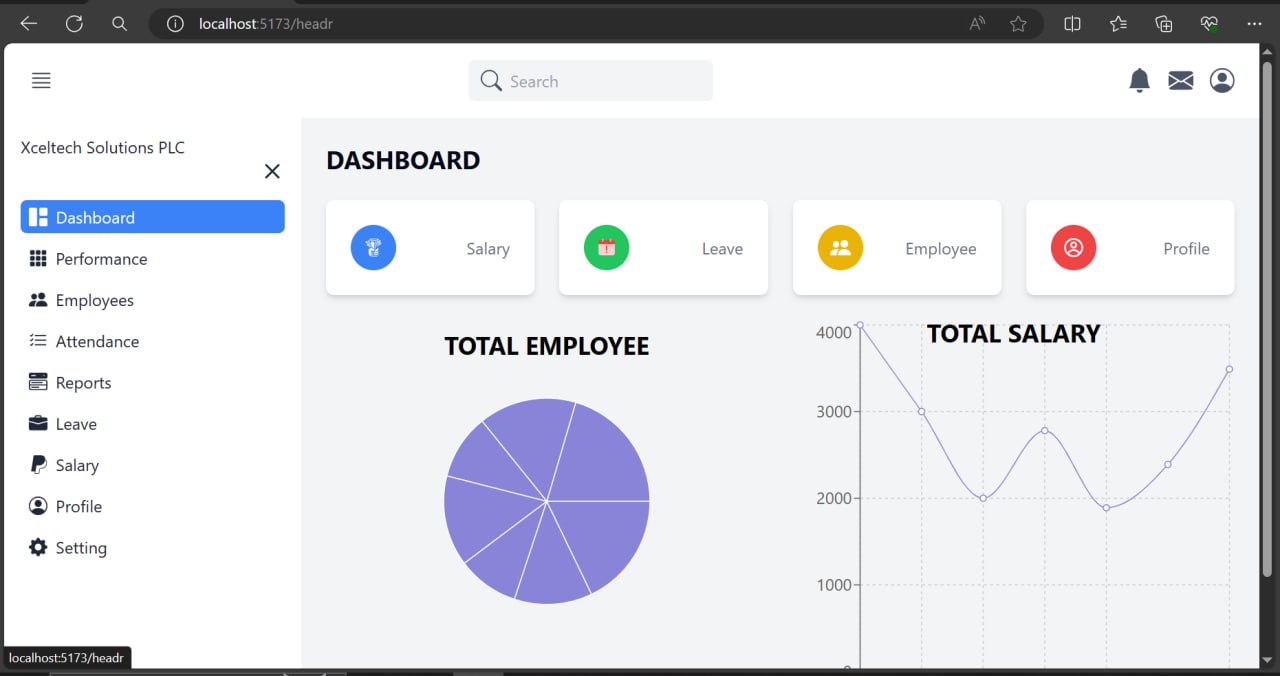 localhost:5173/headr
Search
Xceltech Solutions PLC
Dashboard
Performance
Employees
Attendance
Reports
Leave
Salary
Profile
Setting
DASHBOARD
Salary
Leave
Employee
Profile
TOTAL EMPLOYEE
TOTAL SALARY
4000
3000
2000
1000
localhost:5173/headr